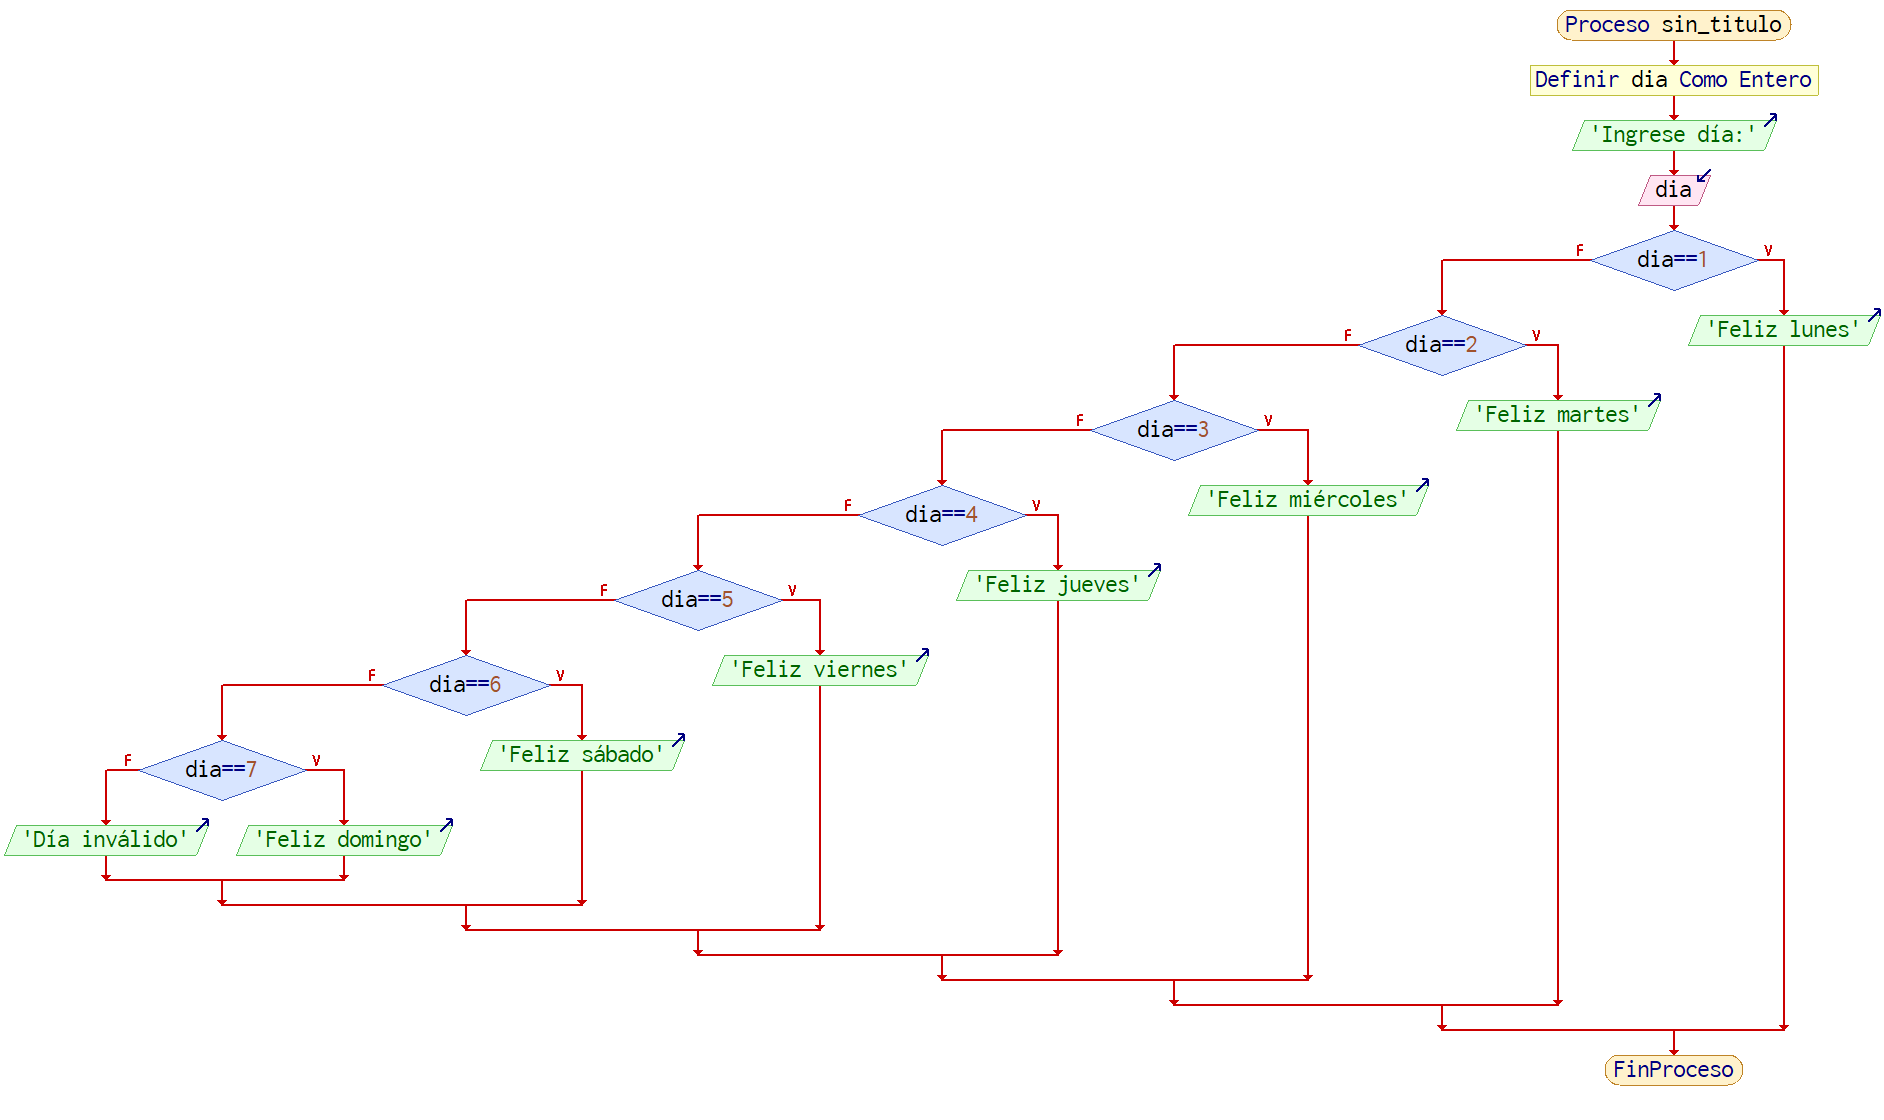 Proceso sin_titulo
Definir dia Como Entero
'Ingrese día:'
dia
F
dia==1
V
'Feliz lunes'
F
dia==2
V
'Feliz martes'
F
dia==3
V
'Feliz miércoles'
F
dia==4
V
'Feliz jueves'
F
dia==5
V
'Feliz viernes'
F
dia==6
V
'Feliz sábado'
F
dia==7
V
'Día inválido'
'Feliz domingo'
FinProceso